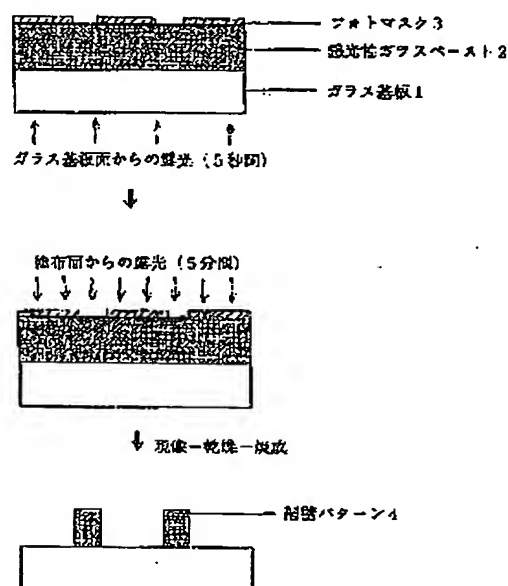 フォトマスク3
感光性ガラスペースト2
ガラス基板1
ガラス基板面からの露光(5秒間)
塗布面からの露光(5分間)
現像－乾燥－焼成
隔壁パターン4